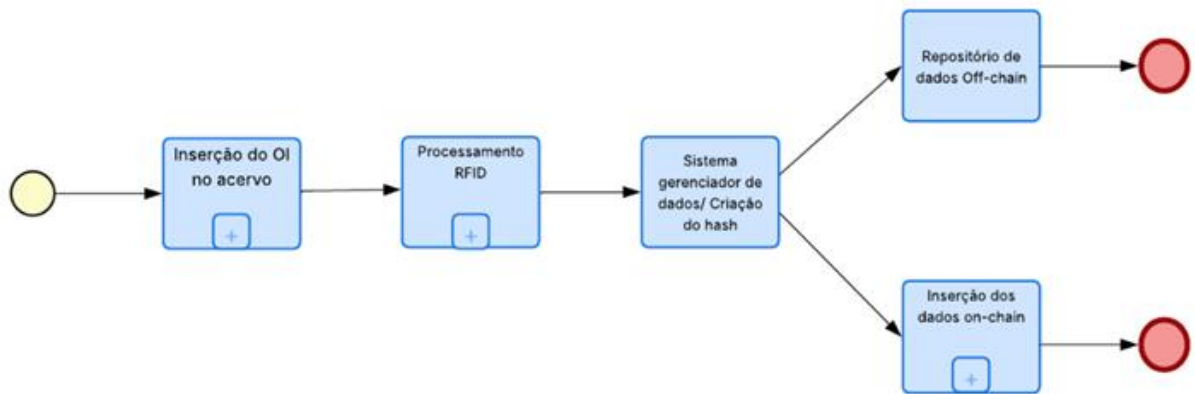 Inserção do OI
no acervo
Processamento
RFID
Sistema
gerenciador de
dados/ Criação
do hash
Repositório de
dados Off-chain
Inserção dos
dados on-chain